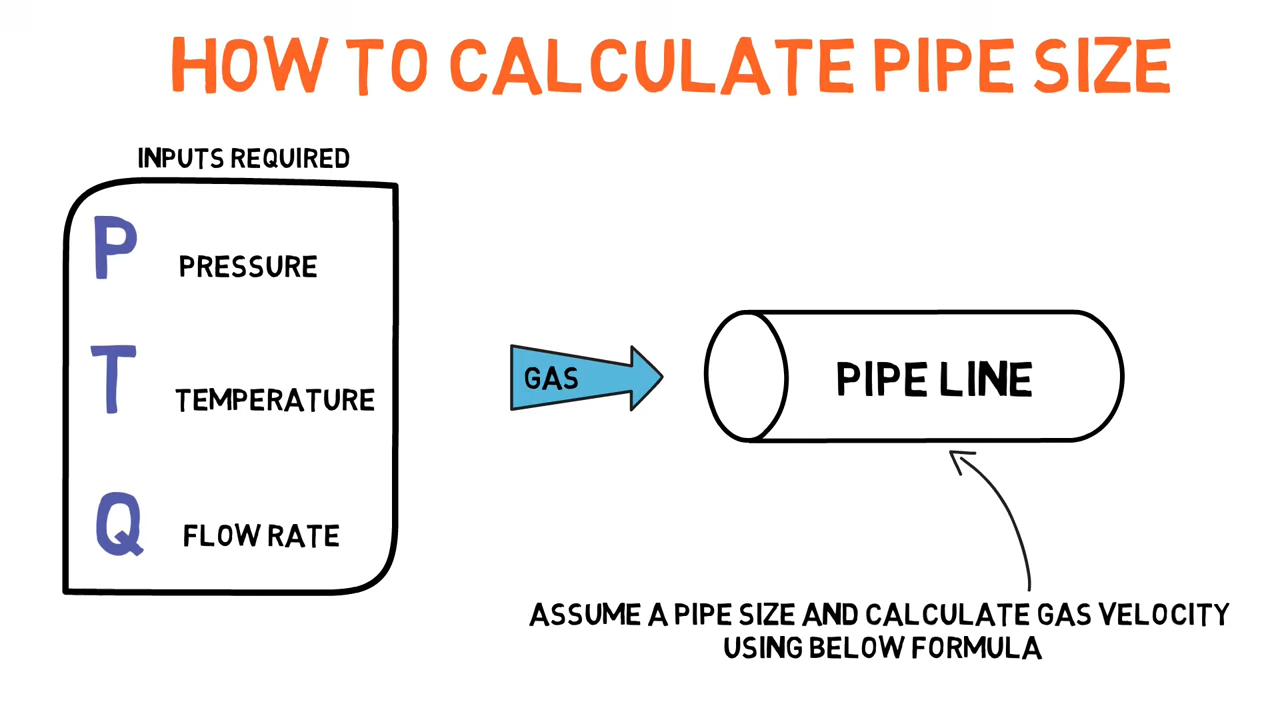 HOW TO CALCULATE PIPE SIZE
INPUTS REQUIRED
P PRESSURE
T TEMPERATURE
Q FLOW RATE
GAS
PIPE LINE
ASSUME A PIPE SIZE AND CALCULATE GAS VELOCITY
USING BELOW FORMULA